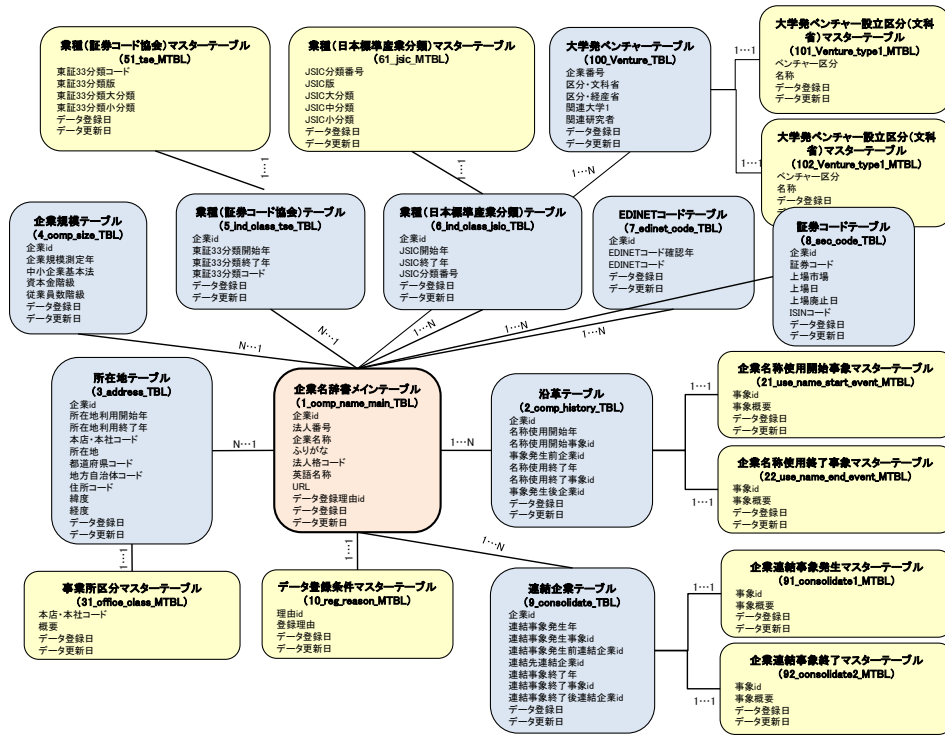 業種(証券コード協会)マスターテーブル
(51_tse_MTBL)
東証33分類コード
東証33分類版
東証33分類大分類
東証33分類小分類
データ登録日
データ更新日
業種(日本標準産業分類)マスターテーブル
(61_jsic_MTBL)
JSIC分類番号
JSIC版
JSIC大分類
JSIC中分類
JSIC小分類
データ登録日
データ更新日
大学発ベンチャーテーブル
(100_Venture_TBL)
企業番号
区分・文科省
区分・経産省
関連大学1
関連研究者
データ登録日
データ更新日
大学発ベンチャー設立区分(文科
省)マスターテーブル
(101_Venture_type1_MTBL)
ベンチャー区分
名称
データ登録日
データ更新日
大学発ベンチャー設立区分(文科
省)マスターテーブル
(102_Venture_type1_MTBL)
ベンチャー区分
名称
データ登録日
1…1
1…1
1…1
1…1
1…N
企業規模テーブル
(4_comp_size_TBL)
企業id
企業規模測定年
中小企業基本法
資本金階級
従業員数階級
データ登録日
データ更新日
業種(証券コード協会)テーブル
(5_ind_class_tse_TBL)
企業id
東証33分類開始年
東証33分類終了年
東証33分類コード
データ登録日
データ更新日
業種(日本標準産業分類)テーブル
(6_ind_class_jsic_TBL)
企業id
JSIC開始年
JSIC終了年
JSIC分類番号
データ登録日
データ更新日
EDINETコードテーブル
(7_edinet_code_TBL)
企業id
EDINETコード確認年
EDINETコード
データ登録日
データ更新日
証券コードテーブル
(8_sec_code_TBL)
企業id
証券コード
上場市場
上場日
上場廃止日
ISINコード
データ登録日
データ更新日
N…1
N…1
1…N
1…N
1…N
所在地テーブル
(3_address_TBL)
企業id
所在地利用開始年
所在地利用終了年
本店・本社コード
所在地
都道府県コード
地方自治体コード
住所コード
緯度
経度
データ登録日
データ更新日
N…1
企業名辞書メインテーブル
(1_comp_name_main_TBL)
企業id
法人番号
企業名称
ふりがな
法人格コード
英語名称
URL
データ登録理由id
データ登録日
データ更新日
1…N
沿革テーブル
(2_comp_history_TBL)
企業id
名称使用開始年
名称使用開始事象id
事象発生前企業id
名称使用終了年
名称使用終了事象id
事象発生後企業id
データ登録日
データ更新日
1…1
企業名称使用開始事象マスターテーブル
(21_use_name_start_event_MTBL)
事象id
事象概要
データ登録日
データ更新日
1…1
企業名称使用終了事象マスターテーブル
(22_use_name_end_event_MTBL)
事象id
事象概要
データ登録日
データ更新日
1…1
1…1
1…N
事業所区分マスターテーブル
(31_office_class_MTBL)
本店・本社コード
概要
データ登録日
データ更新日
データ登録条件マスターテーブル
(10_reg_reason_MTBL)
理由id
登録理由
データ登録日
データ更新日
連結企業テーブル
(9_consolidate_TBL)
企業id
連結事象発生年
連結事象発生事象id
連結事象発生前連結企業id
連結先連結企業id
連結事象終了年
連結事象終了事象id
連結事象終了後連結企業id
データ登録日
データ更新日
1…1
企業連結事象発生マスターテーブル
(91_consolidate1_MTBL)
事象id
事象概要
データ登録日
データ更新日
1…1
企業連結事象終了マスターテーブル
(92_consolidate2_MTBL)
事象id
事象概要
データ登録日
データ更新日